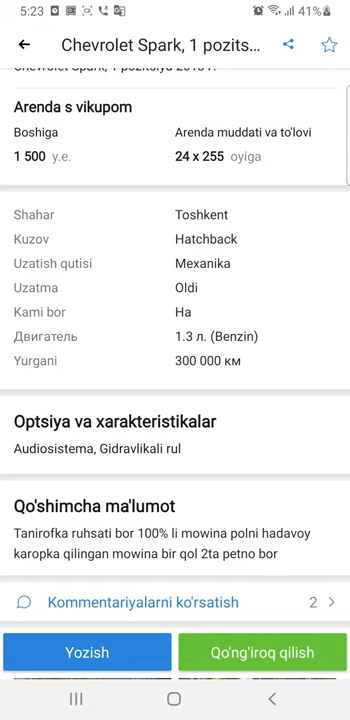 5:23 41%
Chevrolet Spark, 1 pozits...
Arenda s vikupom
Boshiga Arenda muddati va to'lovi
1 500 y.e. 24 x 255 oyiga
Shahar Toshkent
Kuzov Hatchback
Uzatish qutisi Mexanika
Uzatma Oldi
Kami bor Ha
Двигатель 1.3 л. (Benzin)
Yurgani 300 000 км
Optsiya va xarakteristikalar
Audiosistema, Gidravlikali rul
Qo'shimcha ma'lumot
Tanirofka ruhsati bor 100% li mowina polni hadavoy
karopka qilingan mowina bir qol 2ta petno bor
Kommentariyalarni ko'rsatish 2
Yozish Qo'ng'iroq qilish